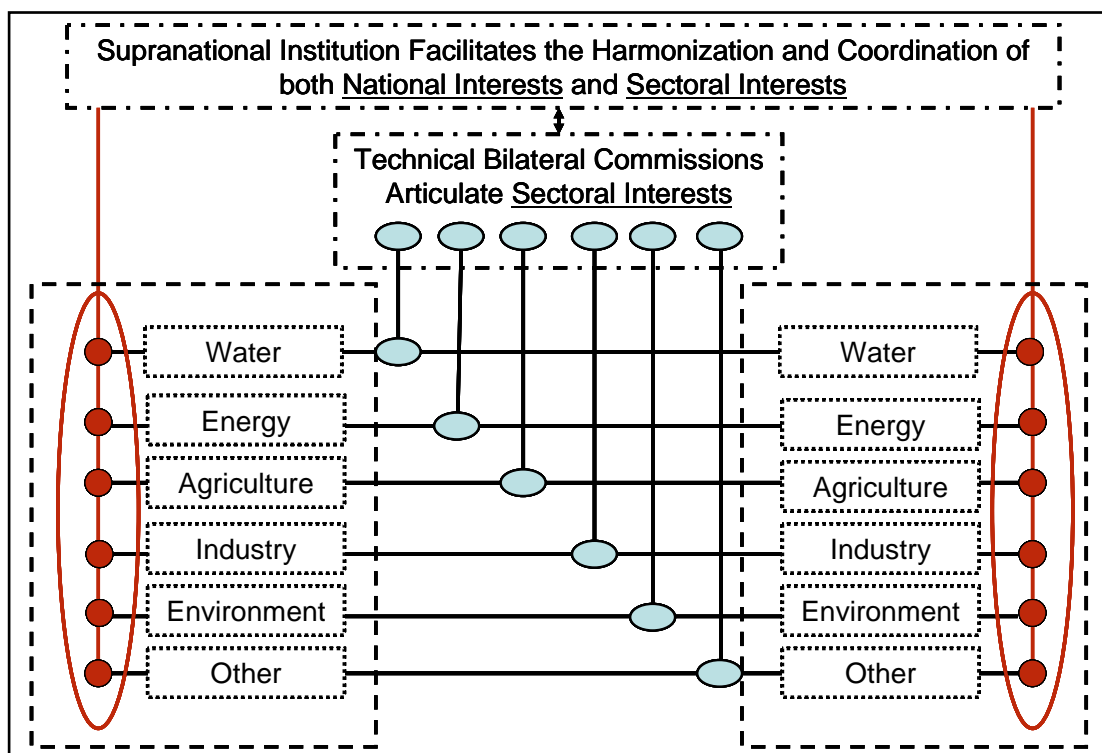 Supranational Institution Facilitates the Harmonization and Coordination of
both National Interests and Sectoral Interests
Technical Bilateral Commissions
Articulate Sectoral Interests
Water
Water
Energy
Energy
Agriculture
Agriculture
Industry
Industry
Environment
Environment
Other
Other